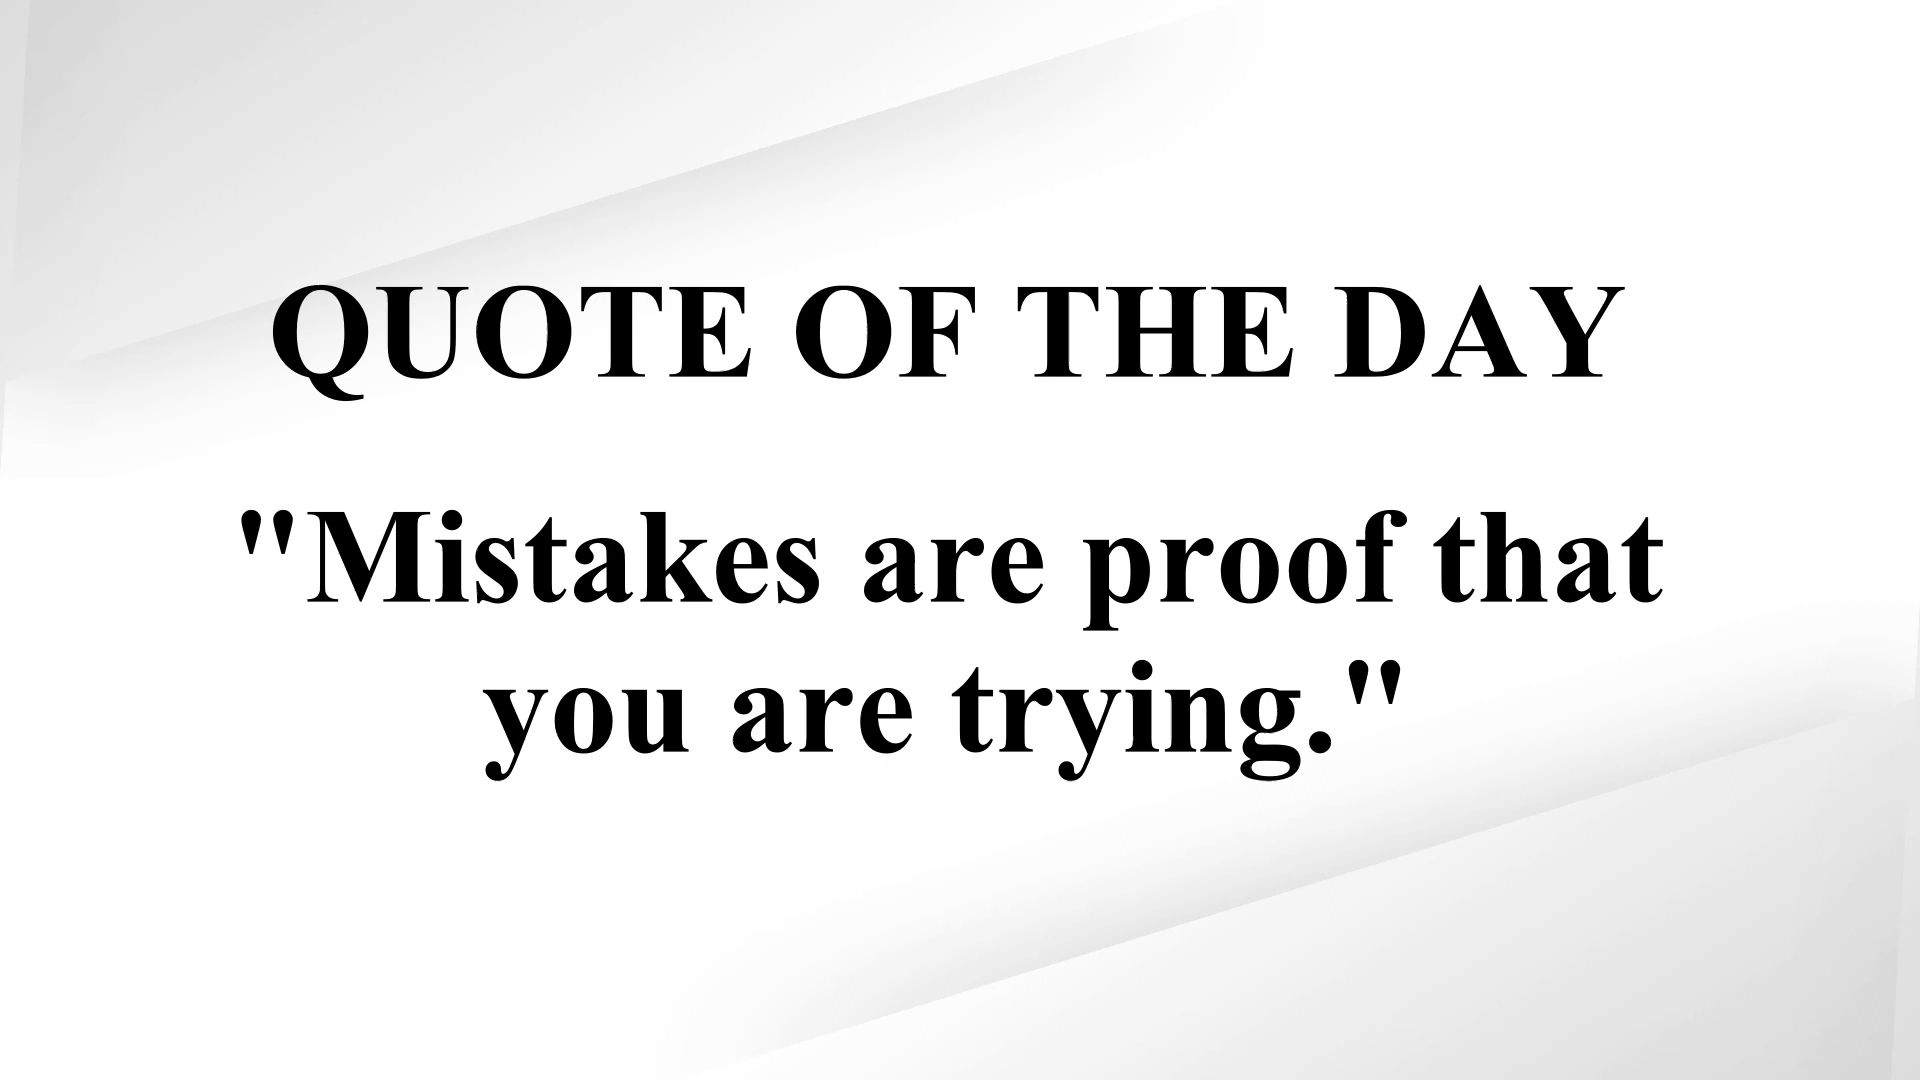 QUOTE OF THE DAY
"Mistakes are proof that
you are trying."